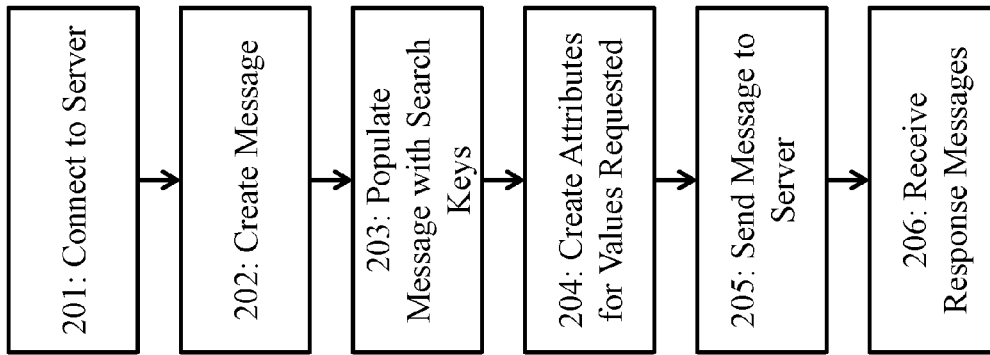 201: Connect to Server
202: Create Message
203: Populate
Message with Search
Keys
204: Create Attributes
for Values Requested
205: Send Message to
Server
206: Receive
Response Messages